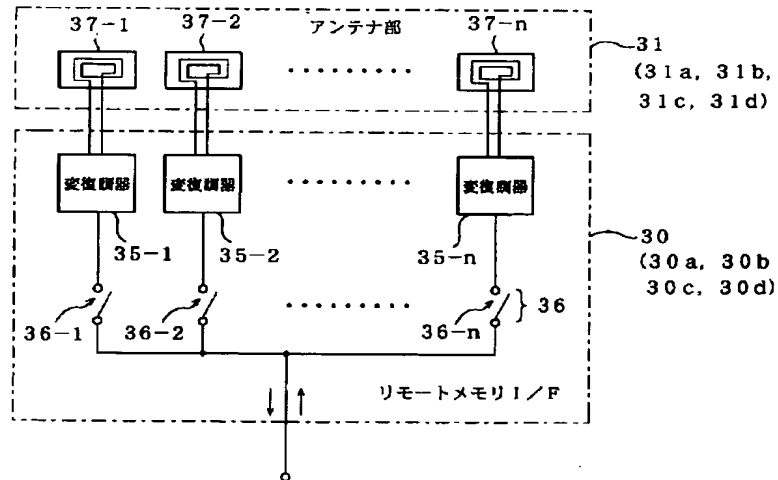 37-1
37-2
アンテナ部
37-n
31
(31a, 31b,
31c, 31d)
変復調器
変復調器
変復調器
35-1
35-2
35-n
30
(30a, 30b
30c, 30d)
36-1
36-2
36-n
36
リモートメモリI/F